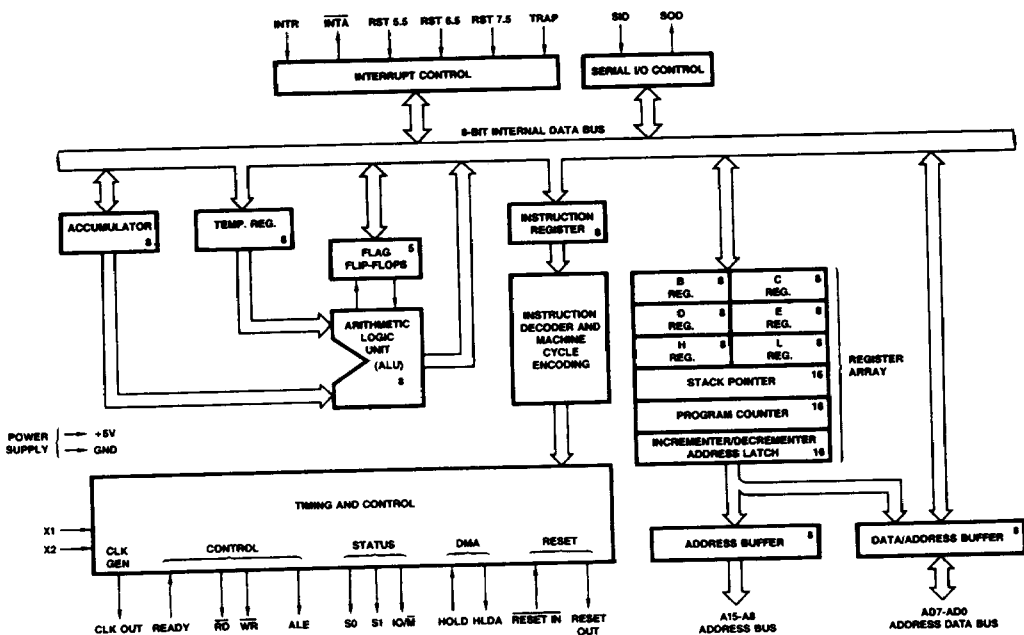 INTR INTA RST 5.5 RST 6.5 RST 7.5 TRAP
SID SOD
INTERRUPT CONTROL
SERIAL I/O CONTROL
8-BIT INTERNAL DATA BUS
ACCUMULATOR
8
TEMP. REG.
8
FLAG
FLIP-FLOPS
5
INSTRUCTION
REGISTER
8
ARITHMETIC
LOGIC
UNIT
(ALU)
8
INSTRUCTION
DECODER AND
MACHINE
CYCLE
ENCODING
B 8
REG.
C 8
REG.
D 8
REG.
E 8
REG.
H 8
REG.
L 8
REG.
STACK POINTER 16
PROGRAM COUNTER 16
INCREMENTER/DECREMENTER
ADDRESS LATCH 16
REGISTER
ARRAY
POWER
SUPPLY
+5V
GND
TIMING AND CONTROL
X1
X2
CLK
GEN
CONTROL
STATUS
DMA
RESET
CLK OUT READY RD WR ALE S0 S1 IO/M HOLD HLDA RESET IN RESET
OUT
ADDRESS BUFFER 8
DATA/ADDRESS BUFFER 8
A15-A8
ADDRESS BUS
AD7-AD0
ADDRESS DATA BUS